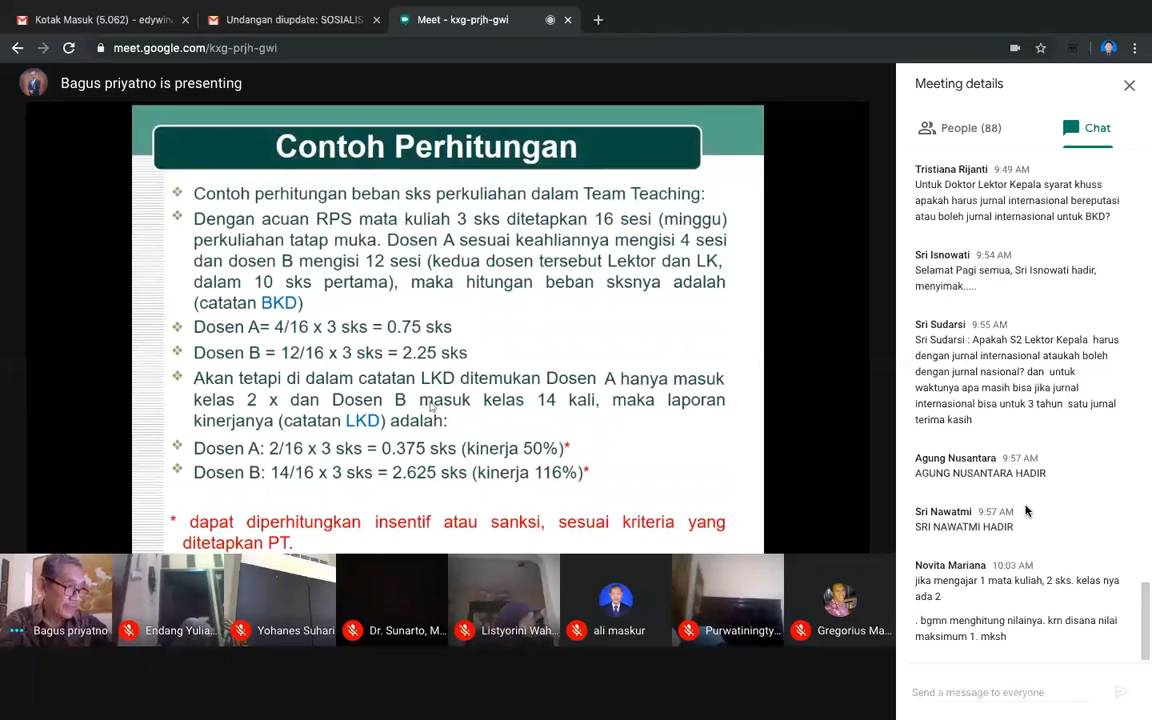 Kotak Masuk (5.062) - edywin
Undangan diupdate: SOSIALIS
Meet - kxg-prjh-gwi
meet.google.com/kxg-prjh-gwi
Bagus priyatno is presenting
Contoh Perhitungan
Contoh perhitungan beban sks perkuliahan dalam Team Teaching:
Dengan acuan RPS mata kuliah 3 sks ditetapkan 16 sesi (minggu)
perkuliahan tatap muka. Dosen A sesuai keahliannya mengisi 4 sesi
dan dosen B mengisi 12 sesi (kedua dosen tersebut Lektor dan LK,
dalam 10 sks pertama), maka hitungan beban sksnya adalah
(catatan BKD)
Dosen A= 4/16 x 3 sks = 0.75 sks
Dosen B = 12/16 x 3 sks = 2.25 sks
Akan tetapi di dalam catatan LKD ditemukan Dosen A hanya masuk
kelas 2 x dan Dosen B masuk kelas 14 kali, maka laporan
kinerjanya (catatan LKD) adalah:
Dosen A: 2/16 x 3 sks = 0.375 sks (kinerja 50%)*
Dosen B: 14/16 x 3 sks = 2.625 sks (kinerja 116%)*
* dapat diperhitungkan insentif atau sanksi, sesuai kriteria yang
ditetapkan PT.
Bagus priyatno
Endang Yulia...
Yohanes Suhari
Dr. Sunarto, M...
Listyorini Wah...
ali maskur
Purwatiningty...
Gregorius Ma...
Meeting details
People (88)
Chat
Tristiana Rijanti 9:49 AM
Untuk Doktor Lektor Kepala syarat khuss
apakah harus jurnal internasional bereputasi
atau boleh jurnal internasional untuk BKD?
Sri Isnowati 9:54 AM
Selamat Pagi semua, Sri Isnowati hadir,
menyimak.....
Sri Sudarsi 9:55 AM
Sri Sudarsi : Apakah S2 Lektor Kepala harus
dengan jurnal internasional ataukah boleh
dengan jurnal nasional? dan untuk
waktunya apa masih bisa jika jurnal
internasional bisa untuk 3 tahun satu jurnal
terima kasih
Agung Nusantara 9:57 AM
AGUNG NUSANTARA HADIR
Sri Nawatmi 9:57 AM
SRI NAWATMI HADIR
Novita Mariana 10:03 AM
jika mengajar 1 mata kuliah, 2 sks. kelas nya
ada 2
. bgmn menghitung nilainya. krn disana nilai
maksimum 1. mksh
Send a message to everyone